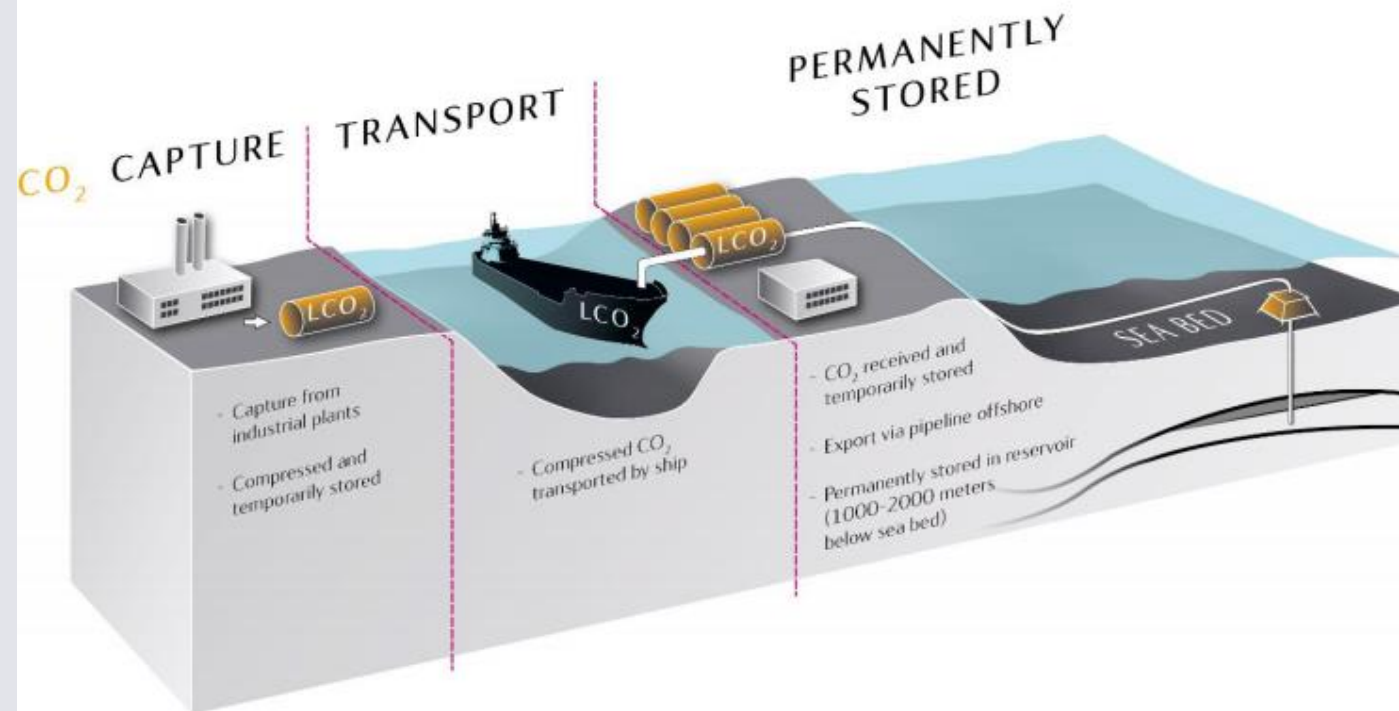 CO₂ CAPTURE
TRANSPORT
PERMANENTLY
STORED
LCO₂
LCO₂
LCO₂
SEA BED
- Capture from
industrial plants
- Compressed and
temporarily stored
- Compressed CO₂
transported by ship
- CO₂ received and
temporarily stored
- Export via pipeline offshore
- Permanently stored in reservoir
(1000-2000 meters
below sea bed)